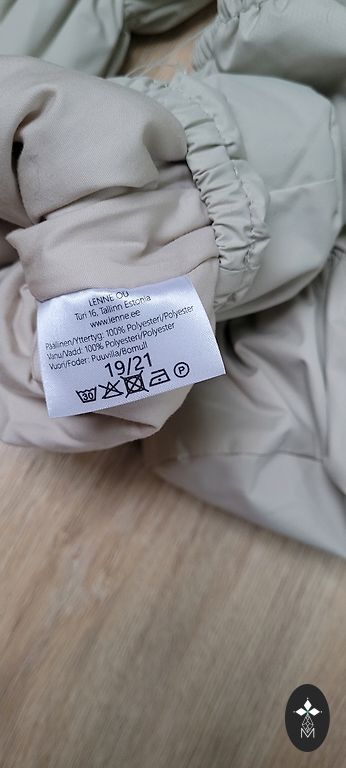 LENNE OÜ
Türi 16, Tallinn Estonia
www.lenne.ee
Päällinen/Yttertyg: 100% Polyesteri/Polyester
Vanu/Vadd: 100% Polyesteri/Polyester
Vuori/Foder: Puuvilla/Bomull
19/21
30 P
M